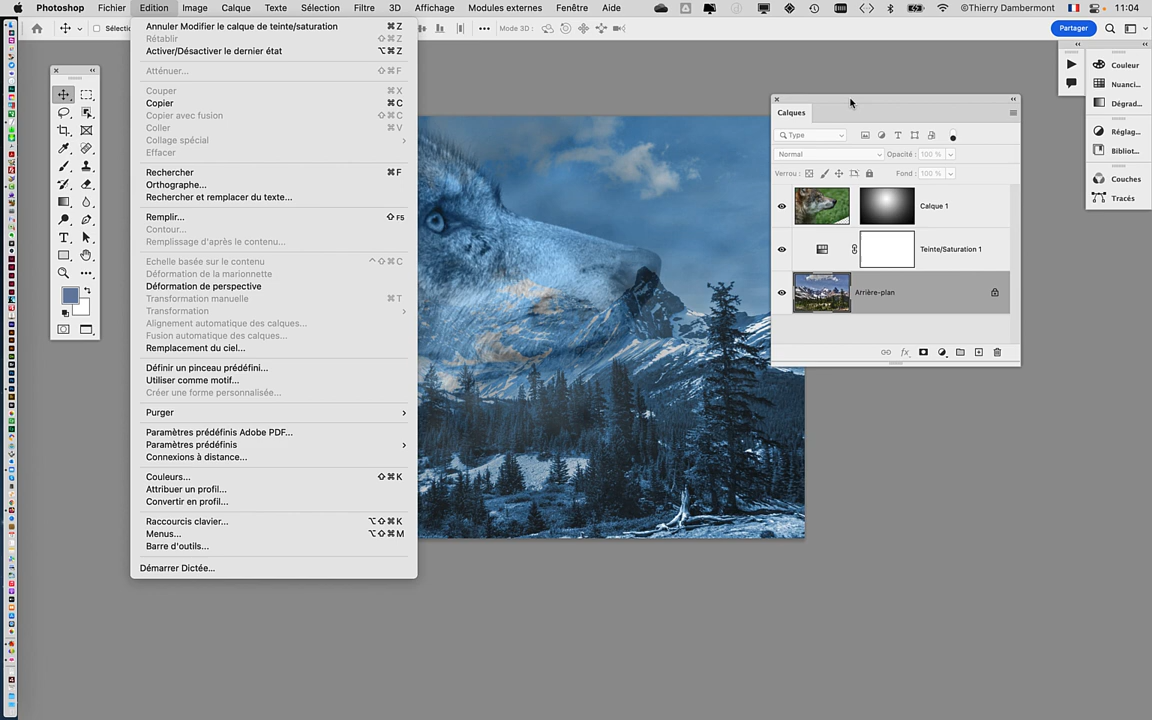 Photoshop Fichier Edition Image Calque Texte Sélection Filtre 3D Affichage Modules externes Fenêtre Aide ©Thierry Dambermont 11:04
Sélectio Mode 3D : Partager
Annuler Modifier le calque de teinte/saturation ⌘Z
Rétablir ⇧⌘Z
Activer/Désactiver le dernier état ⌥⌘Z
Atténuer... ⇧⌘F
Couper ⌘X
Copier ⌘C
Copier avec fusion ⇧⌘C
Coller ⌘V
Collage spécial
Effacer
Rechercher ⌘F
Orthographe...
Rechercher et remplacer du texte...
Remplir... ⇧F5
Contour...
Remplissage d'après le contenu...
Echelle basée sur le contenu ⌃⇧⌘C
Déformation de la marionnette
Déformation de perspective
Transformation manuelle ⌘T
Transformation
Alignement automatique des calques...
Fusion automatique des calques...
Remplacement du ciel...
Définir un pinceau prédéfini...
Utiliser comme motif...
Créer une forme personnalisée...
Purger
Paramètres prédéfinis Adobe PDF...
Paramètres prédéfinis
Connexions à distance...
Couleurs... ⇧⌘K
Attribuer un profil...
Convertir en profil...
Raccourcis clavier... ⌥⇧⌘K
Menus... ⌥⇧⌘M
Barre d'outils...
Démarrer Dictée...
Calques
Type
Normal Opacité : 100 %
Verrou : Fond : 100 %
Calque 1
Teinte/Saturation 1
Arrière-plan
fx
Couleur
Nuanci...
Dégrad...
Réglag...
Bibliot...
Couches
Tracés